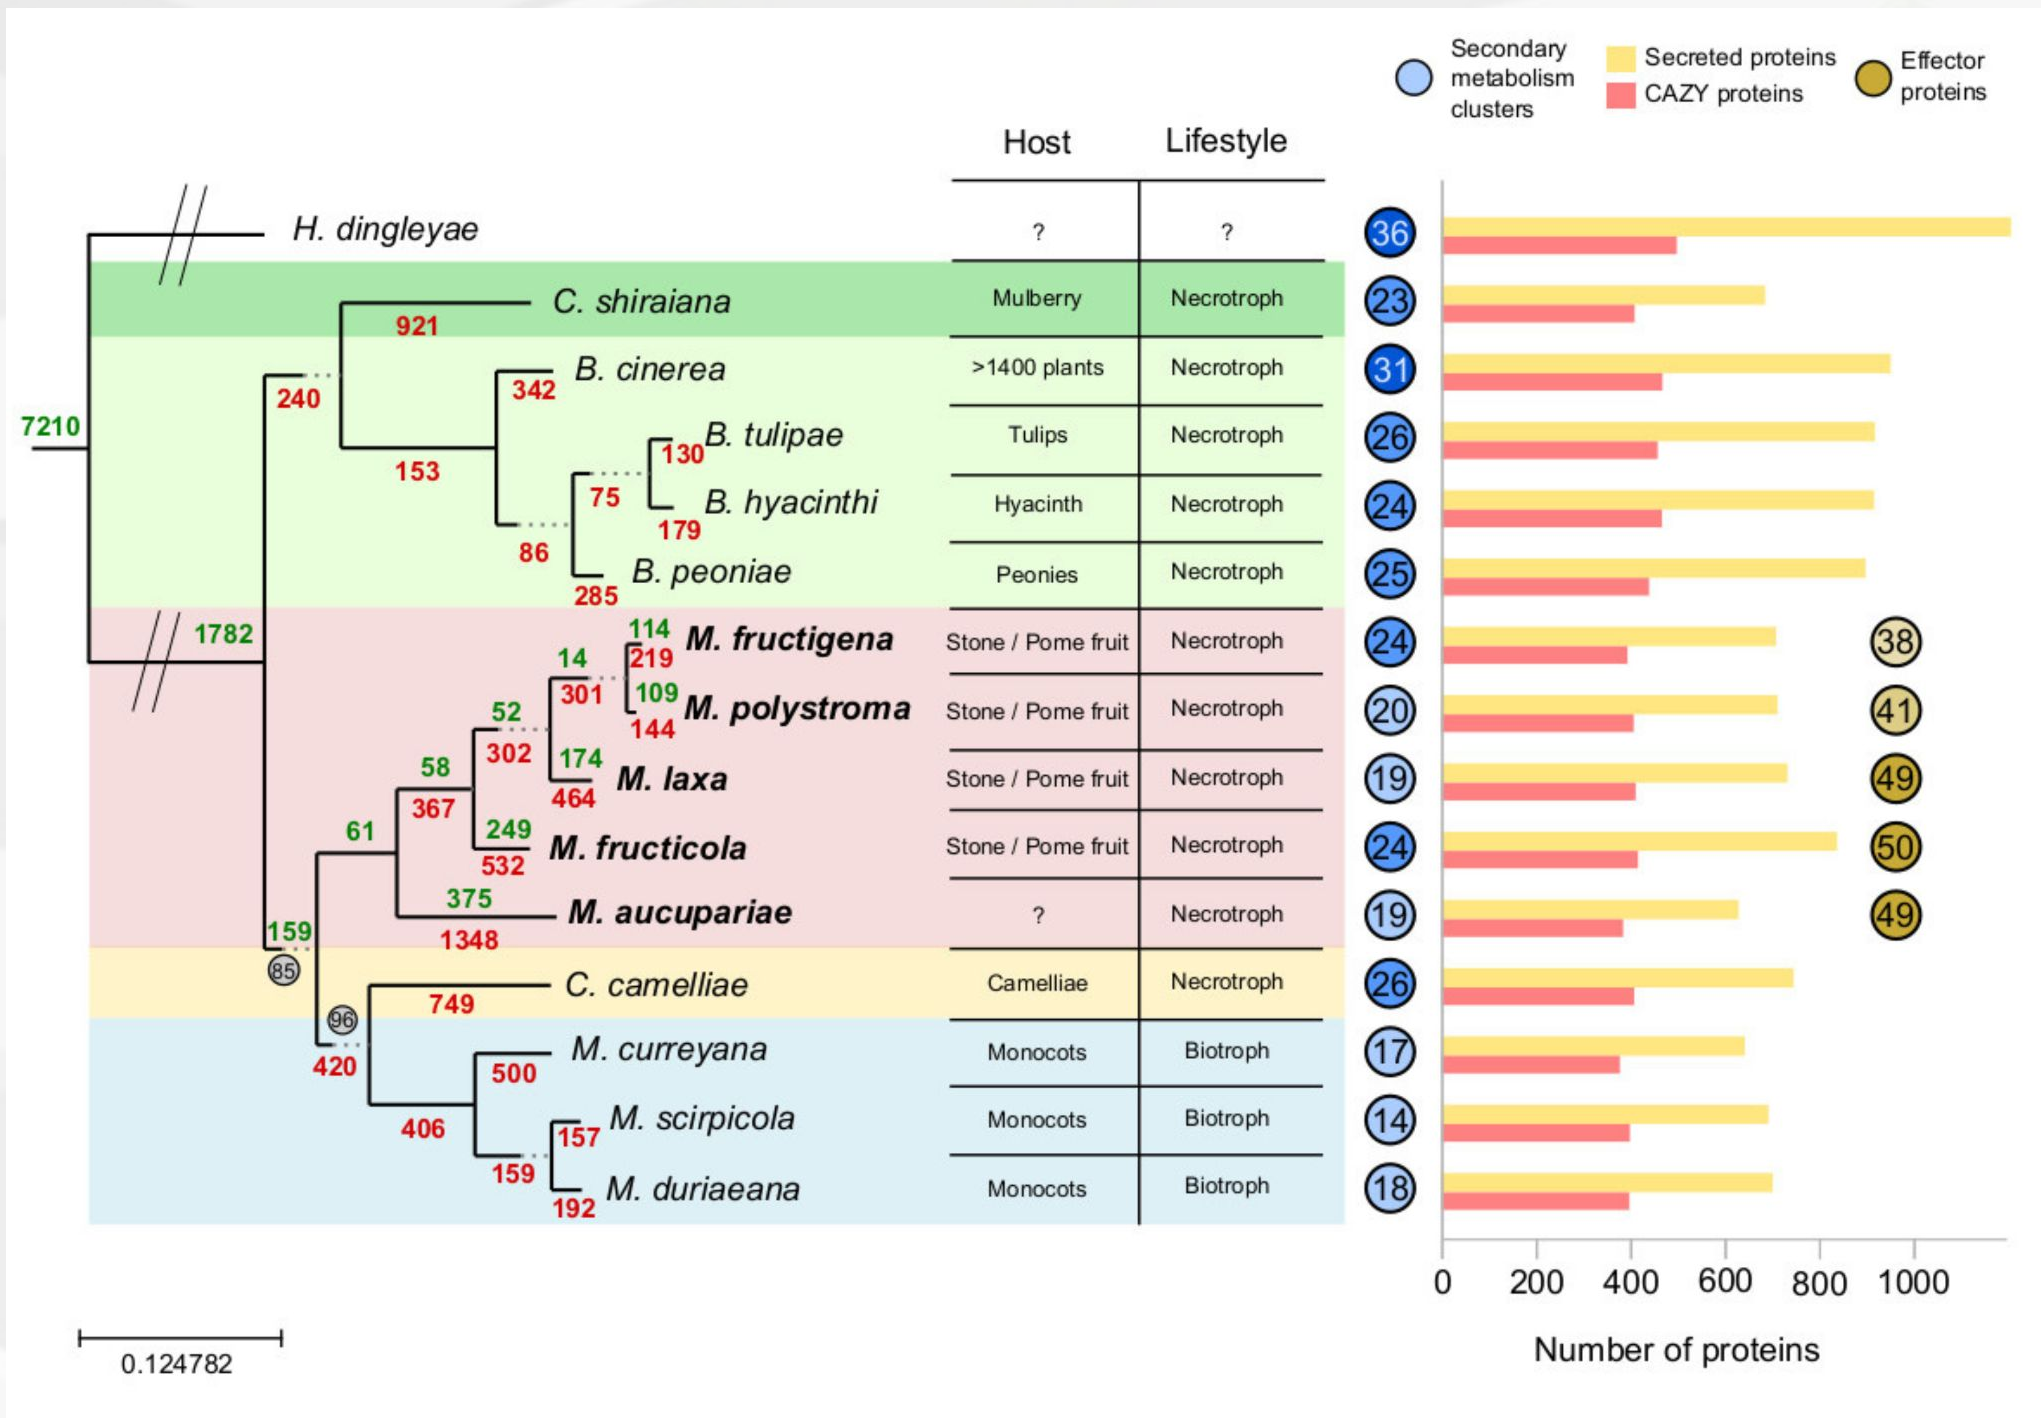 Secondary
metabolism
clusters
Secreted proteins
CAZY proteins
Effector
proteins
Host
Lifestyle
H. dingleyae
?
?
36
C. shiraiana
921
Mulberry
Necrotroph
23
B. cinerea
342
>1400 plants
Necrotroph
31
240
7210
B. tulipae
130
Tulips
Necrotroph
26
153
75
B. hyacinthi
179
Hyacinth
Necrotroph
24
86
B. peoniae
285
Peonies
Necrotroph
25
1782
114
M. fructigena
219
Stone / Pome fruit
Necrotroph
24
38
14
301
109
M. polystroma
144
Stone / Pome fruit
Necrotroph
20
41
52
302
174
M. laxa
464
Stone / Pome fruit
Necrotroph
19
49
58
367
249
M. fructicola
532
Stone / Pome fruit
Necrotroph
24
50
61
375
M. aucupariae
1348
?
Necrotroph
19
49
159
85
C. camelliae
749
Camelliae
Necrotroph
26
96
420
M. curreyana
500
Monocots
Biotroph
17
406
M. scirpicola
157
Monocots
Biotroph
14
159
M. duriaeana
192
Monocots
Biotroph
18
0 200 400 600 800 1000
Number of proteins
0.124782